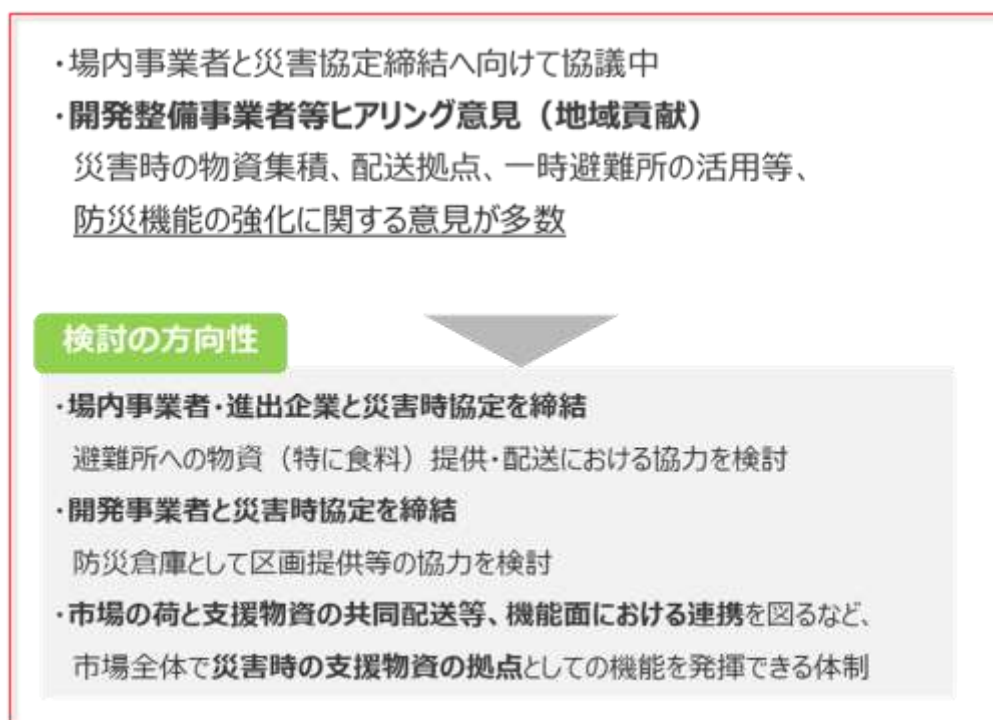 ・場内事業者と災害協定締結へ向けて協議中
・開発整備事業者等ヒアリング意見（地域貢献）
災害時の物資集積、配送拠点、一時避難所の活用等、
防災機能の強化に関する意見が多数
検討の方向性
・場内事業者・進出企業と災害時協定を締結
避難所への物資（特に食料）提供・配送における協力を検討
・開発事業者と災害時協定を締結
防災倉庫として区画提供等の協力を検討
・市場の荷と支援物資の共同配送等、機能面における連携を図るなど、
市場全体で災害時の支援物資の拠点としての機能を発揮できる体制